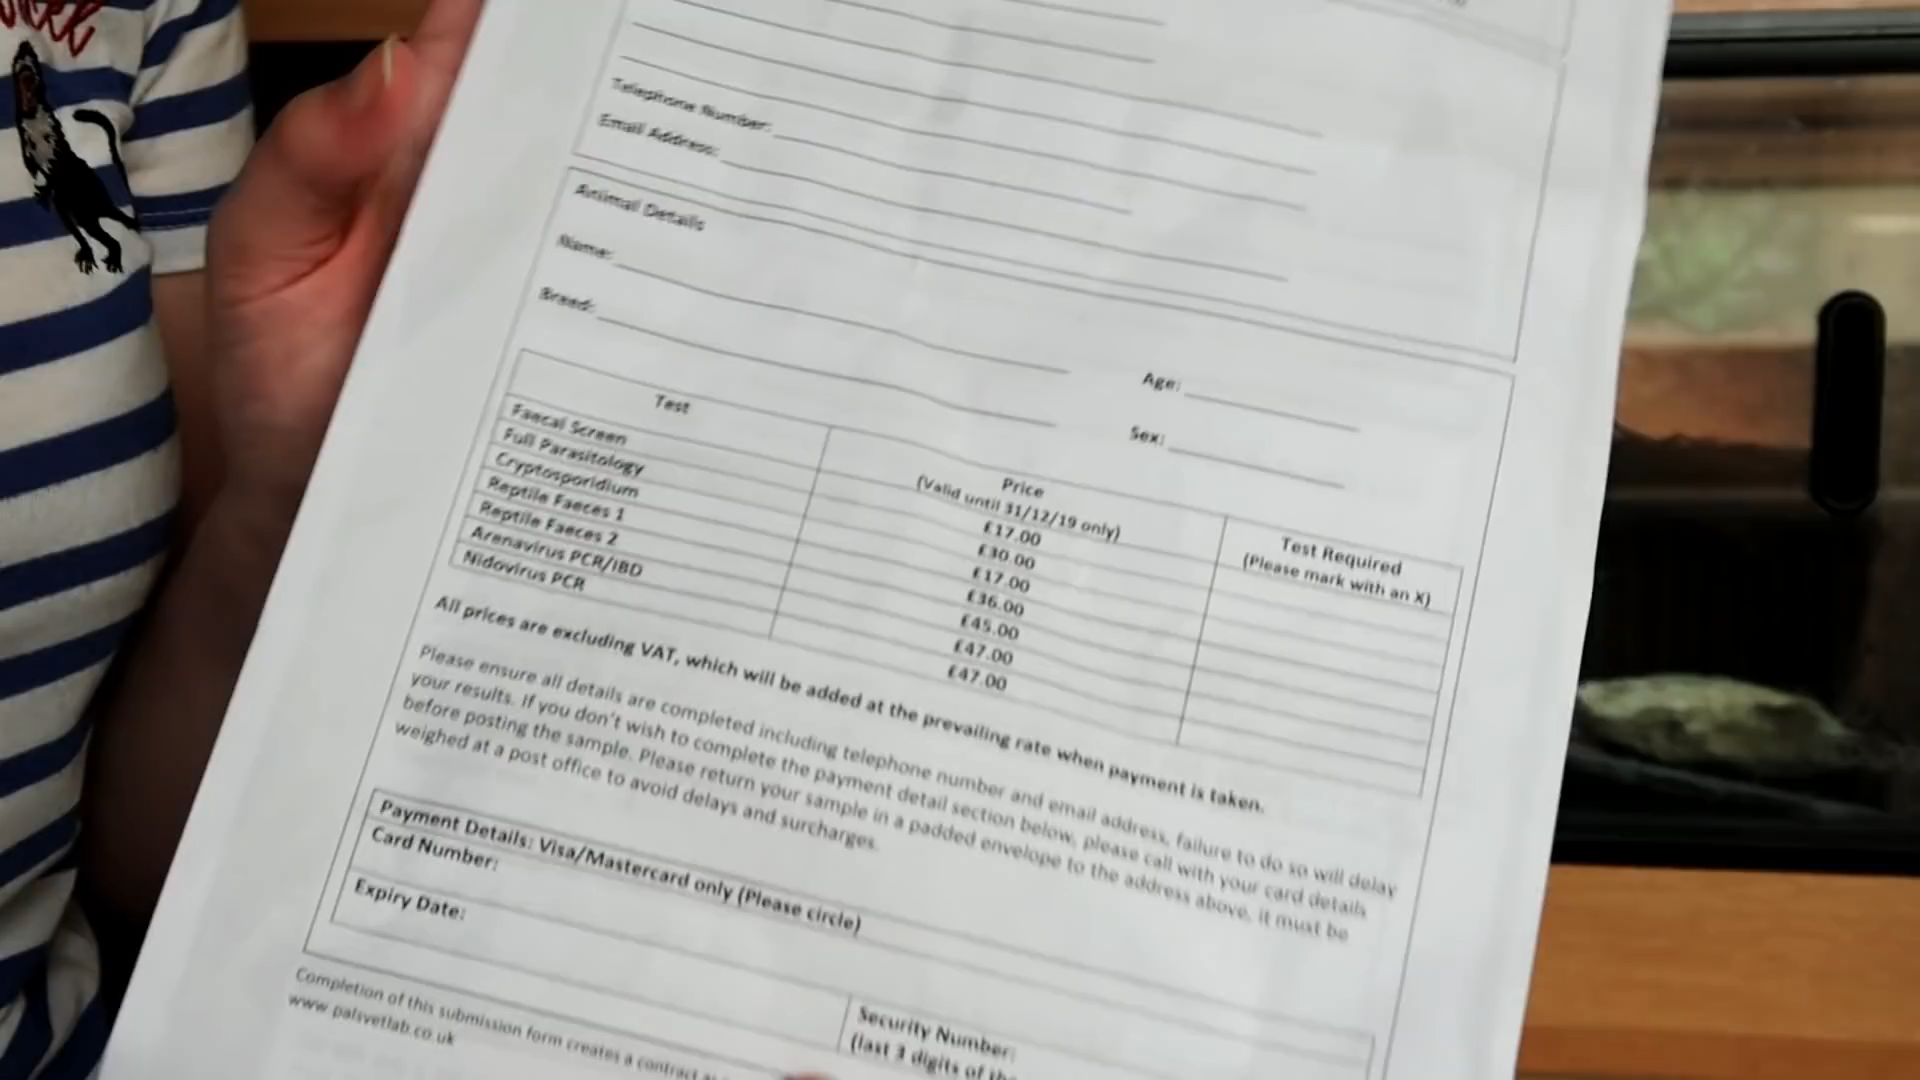 Telephone Number:
Email Address:
Animal Details
Name:
Breed:
Age:
Sex:
Test
Price
(Valid until 31/12/19 only)
Test Required
(Please mark with an X)
Faecal Screen £17.00
Full Parasitology £30.00
Cryptosporidium £17.00
Reptile Faeces 1 £36.00
Reptile Faeces 2 £45.00
Arenavirus PCR/IBD £47.00
Nidovirus PCR £47.00
All prices are excluding VAT, which will be added at the prevailing rate when payment is taken.
Please ensure all details are completed including telephone number and email address, failure to do so will delay
your results. If you don't wish to complete the payment detail section below, please call with your card details
before posting the sample. Please return your sample in a padded envelope to the address above, it must be
weighed at a post office to avoid delays and surcharges.
Payment Details: Visa/Mastercard only (Please circle)
Card Number:
Expiry Date:
Security Number:
(last 3 digits of the
Completion of this submission form creates a contract
www.palsvetlab.co.uk